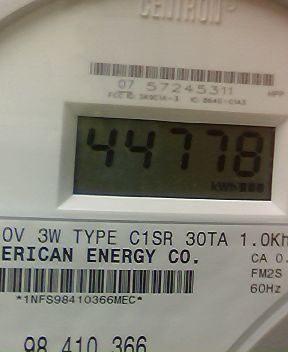 CENTRON
07 57245311
44778
kWh
0V 3W TYPE C1SR 30TA 1.0Kh
ERICAN ENERGY CO.
CA 0.
FM2S
*1NFS98410366MEC*
60Hz
98 410 366